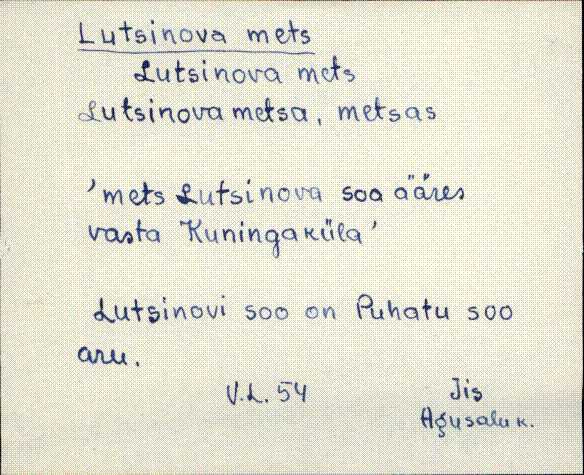 Lutsinova mets
Lutsinova mets
Lutsinova metsa, metsas
'mets Lutsinova soo ääres
vasta Kuningaküla'
Lutsinovi soo on Puhatu soo
aru.
V.L. 54 Jis
Agusalu k.